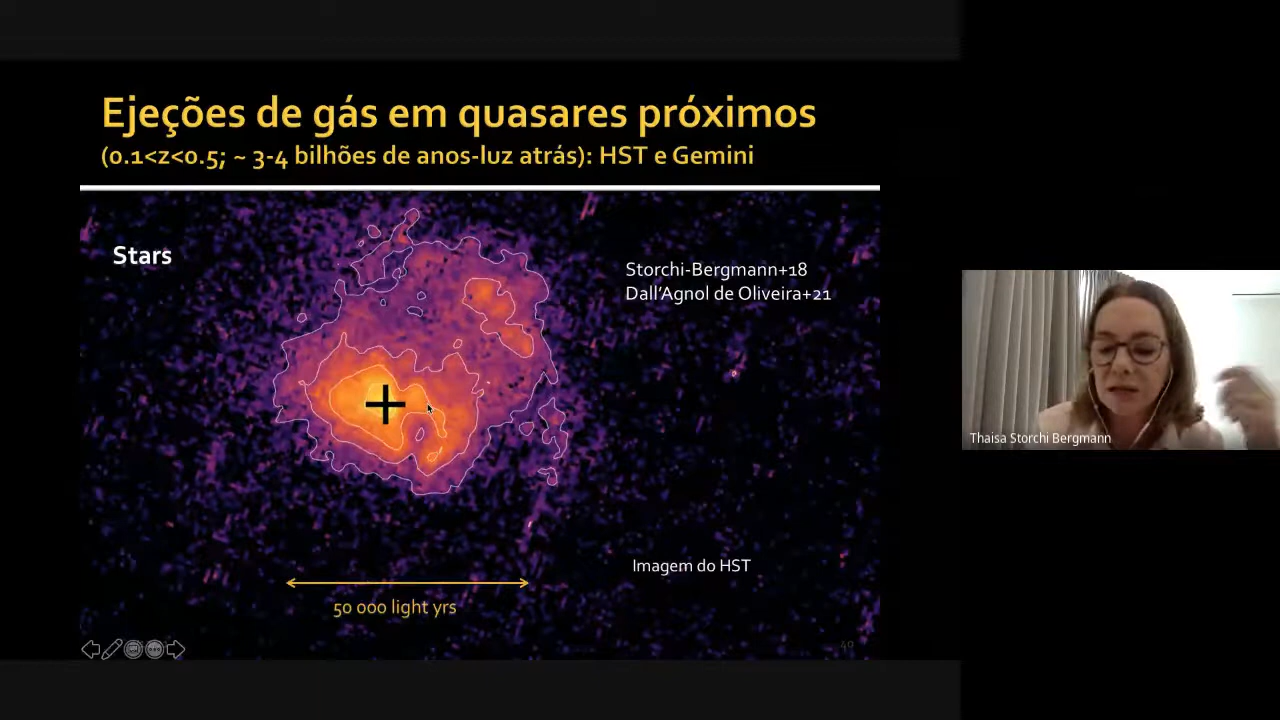 Ejeções de gás em quasares próximos
(0.1<z<0.5; ~ 3-4 bilhões de anos-luz atrás): HST e Gemini
Stars
Storchi-Bergmann+18
Dall'Agnol de Oliveira+21
Imagem do HST
50 000 light yrs
40
Thaisa Storchi Bergmann